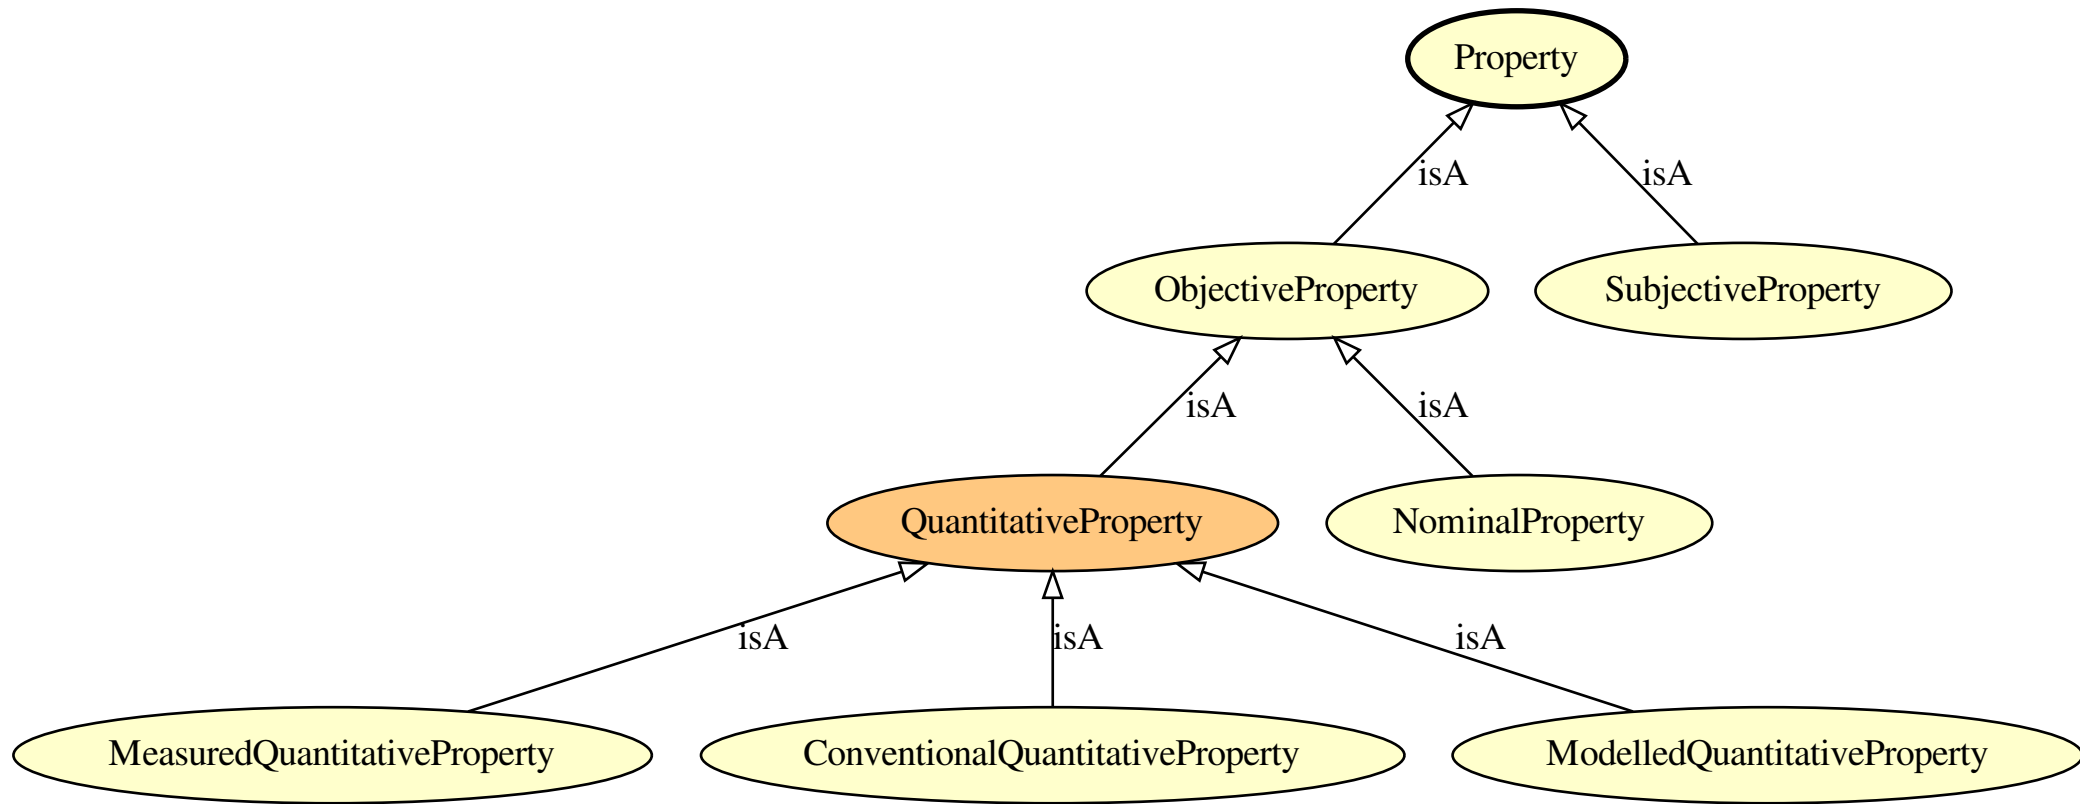 Property
isA
isA
ObjectiveProperty
SubjectiveProperty
isA
isA
QuantitativeProperty
NominalProperty
isA
isA
isA
MeasuredQuantitativeProperty
ConventionalQuantitativeProperty
ModelledQuantitativeProperty